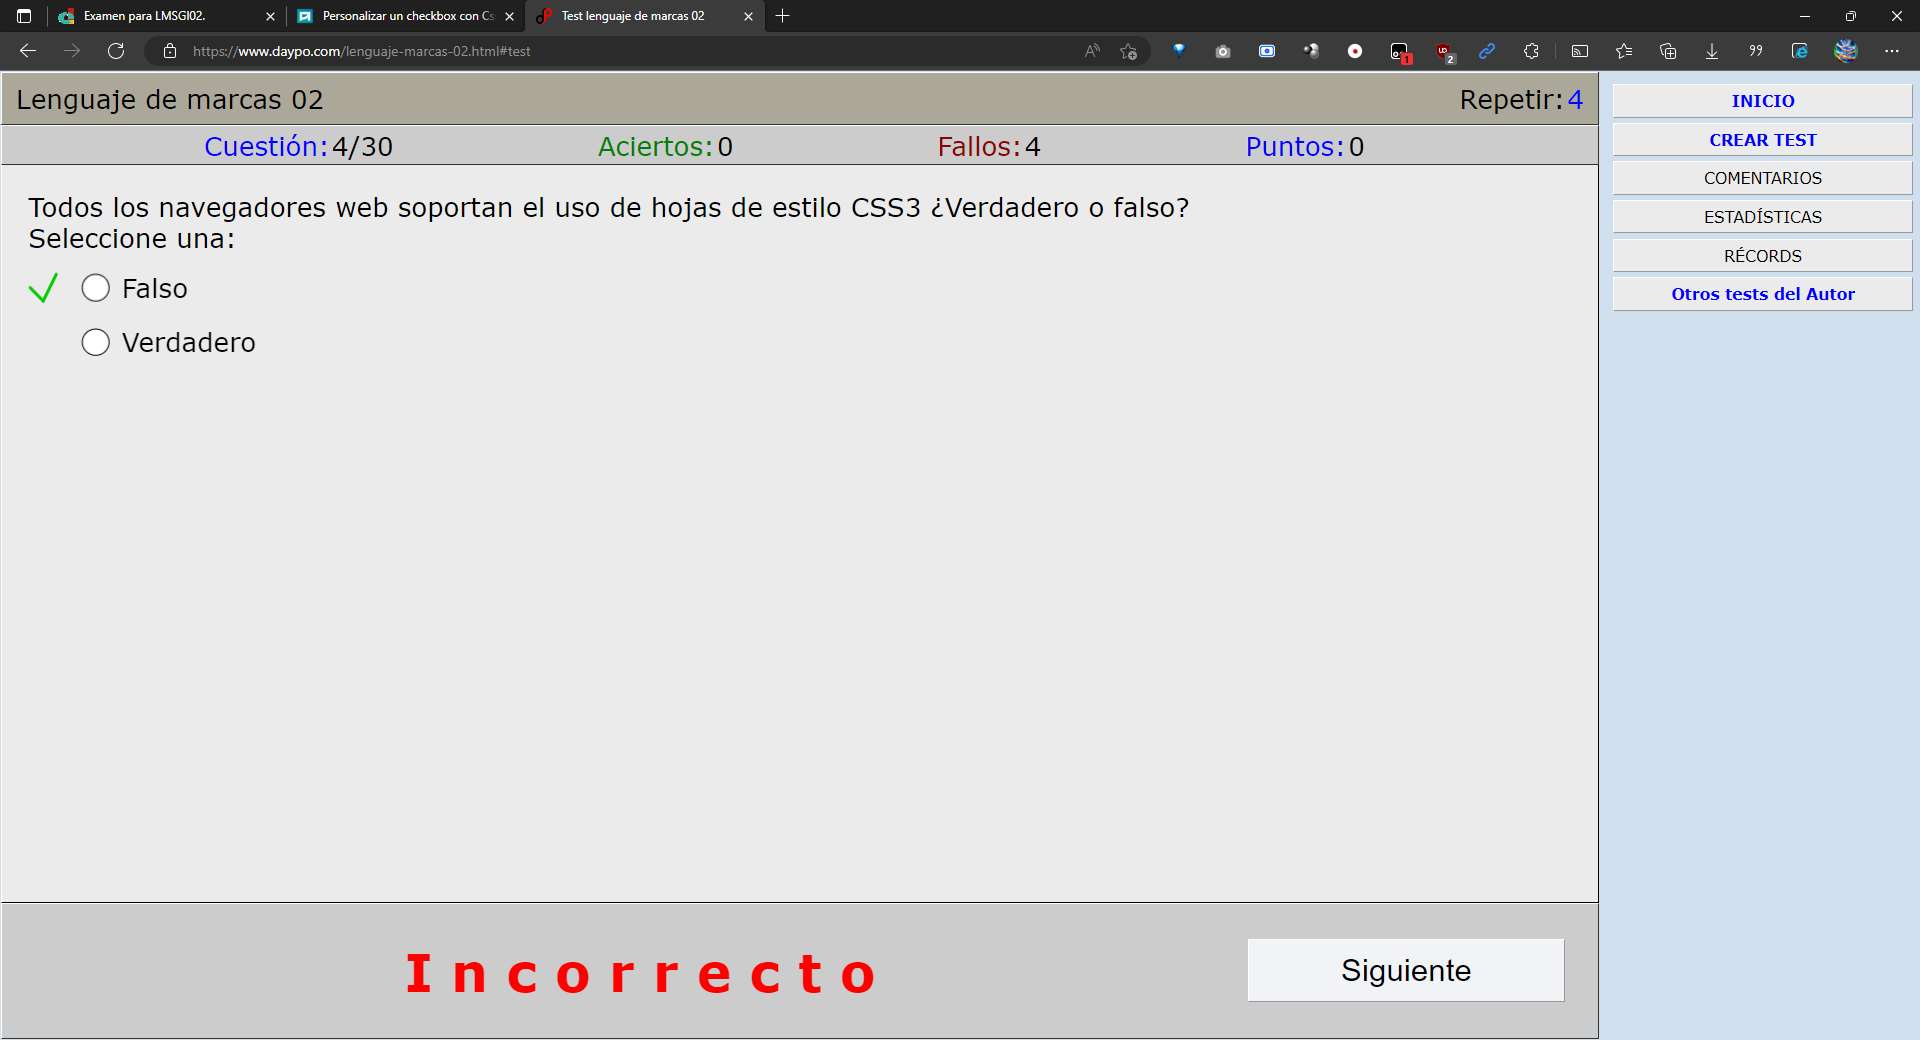 Examen para LMSGI02.
Personalizar un checkbox con Cs
Test lenguaje de marcas 02
https://www.daypo.com/lenguaje-marcas-02.html#test
1
2
Lenguaje de marcas 02
Repetir: 4
Cuestión: 4/30
Aciertos: 0
Fallos: 4
Puntos: 0
Todos los navegadores web soportan el uso de hojas de estilo CSS3 ¿Verdadero o falso?
Seleccione una:
Falso
Verdadero
Incorrecto
Siguiente
INICIO
CREAR TEST
COMENTARIOS
ESTADÍSTICAS
RÉCORDS
Otros tests del Autor